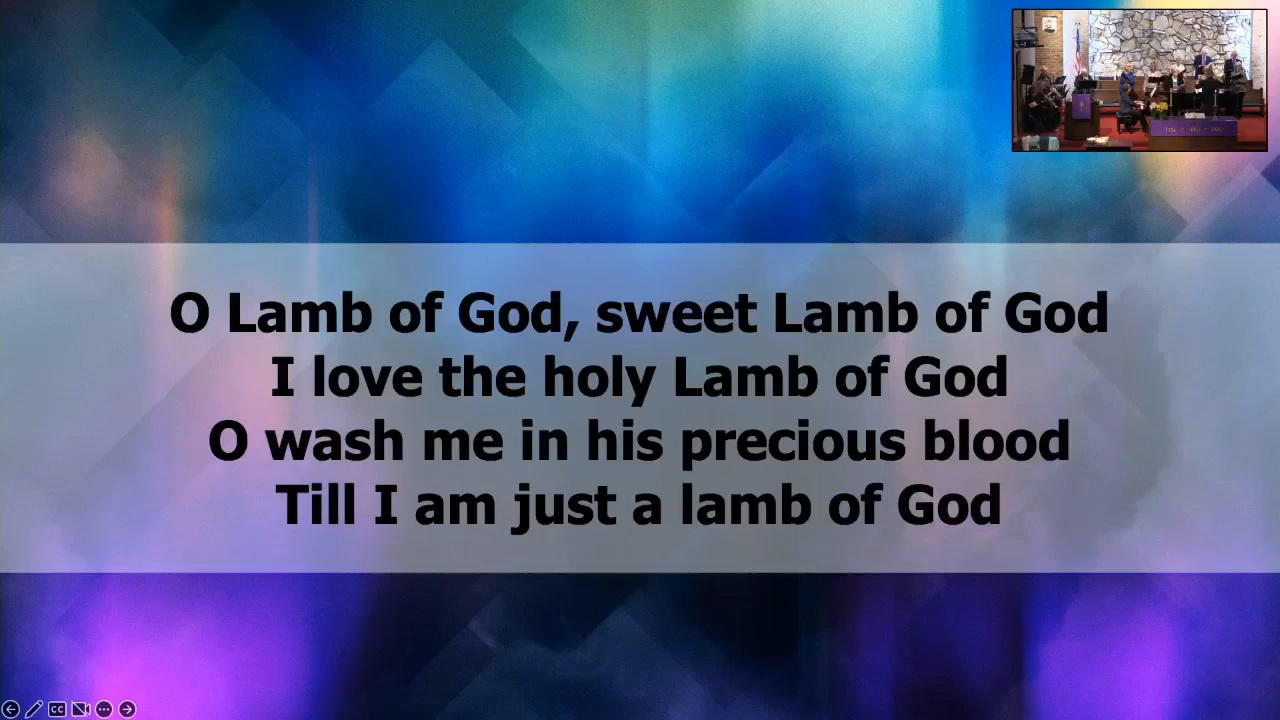 O Lamb of God, sweet Lamb of God
I love the holy Lamb of God
O wash me in his precious blood
Till I am just a lamb of God
CC